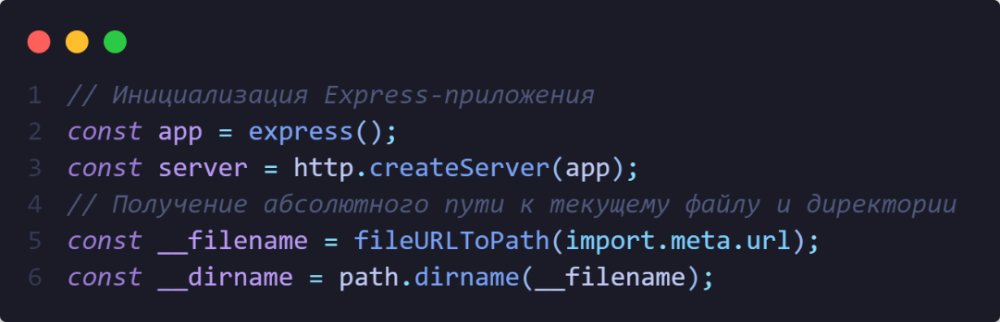 1 // Инициализация Express-приложения
2 const app = express();
3 const server = http.createServer(app);
4 // Получение абсолютного пути к текущему файлу и директории
5 const __filename = fileURLToPath(import.meta.url);
6 const __dirname = path.dirname(__filename);